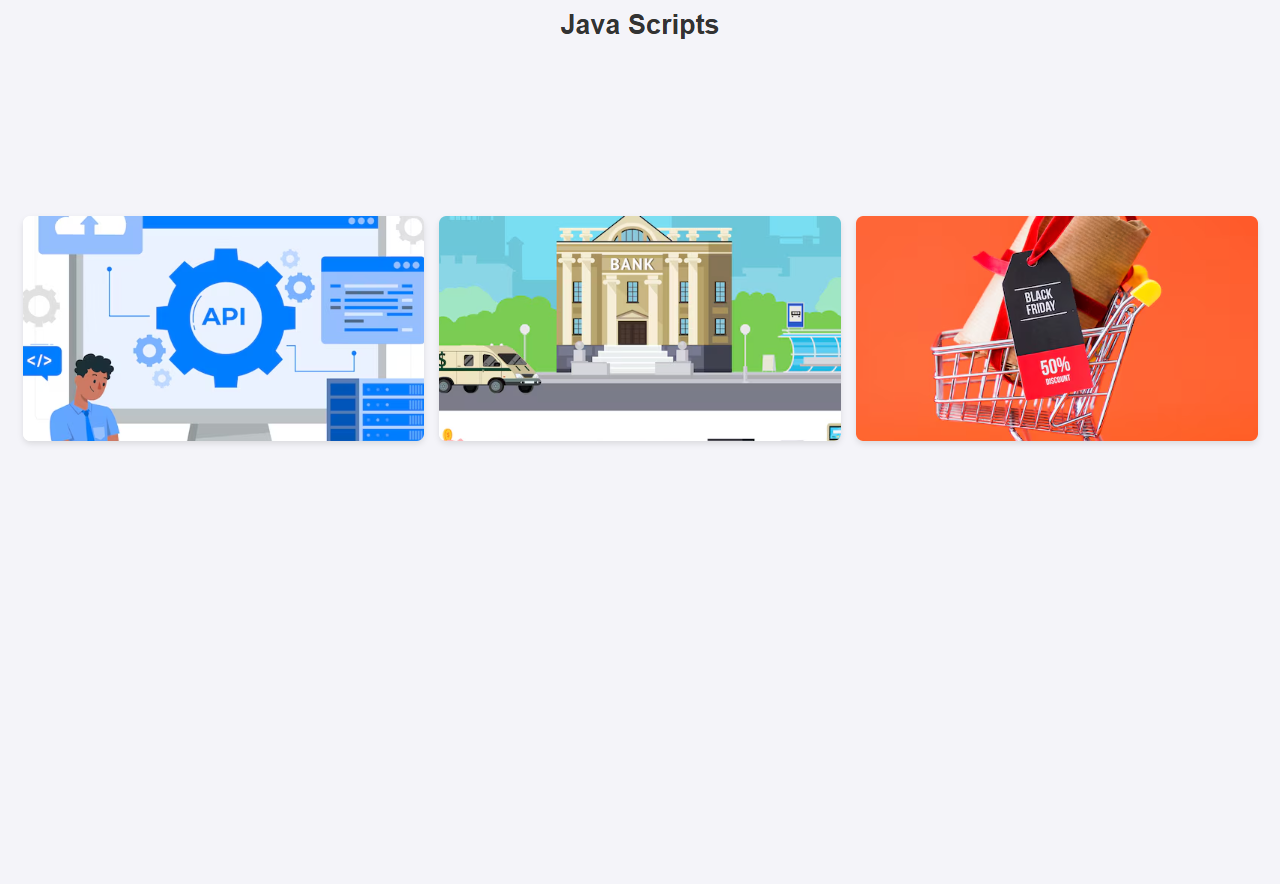 Java Scripts
API
</>
BANK
$
BLACK
FRIDAY
50%
DISCOUNT